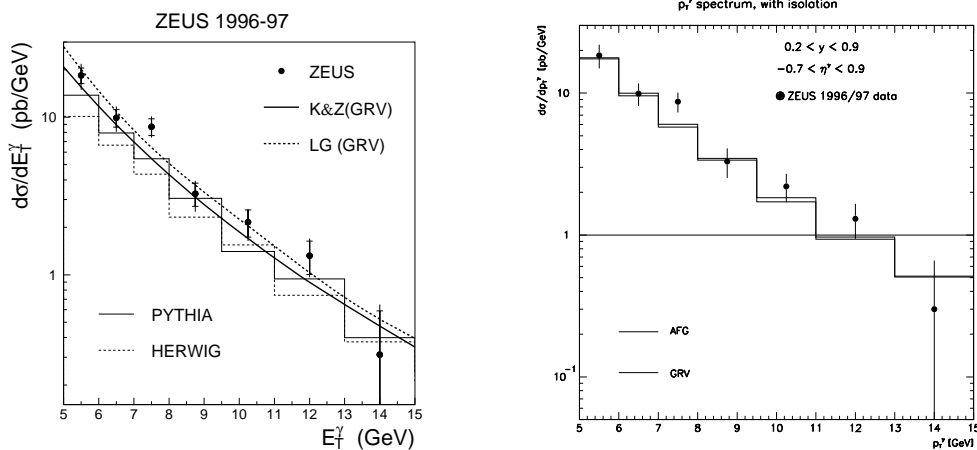 ZEUS 1996-97
dσ/dE_T^γ (pb/GeV)
10
1
ZEUS
K&Z(GRV)
LG (GRV)
PYTHIA
HERWIG
5 6 7 8 9 10 11 12 13 14 15
E_T^γ (GeV)
p_T^γ spectrum, with isolation
dσ/dp_T^γ [pb/GeV]
10
1
10^-1
0.2 < y < 0.9
-0.7 < η^γ < 0.9
ZEUS 1996/97 data
AFG
GRV
5 6 7 8 9 10 11 12 13 14 15
p_T^γ [GeV]